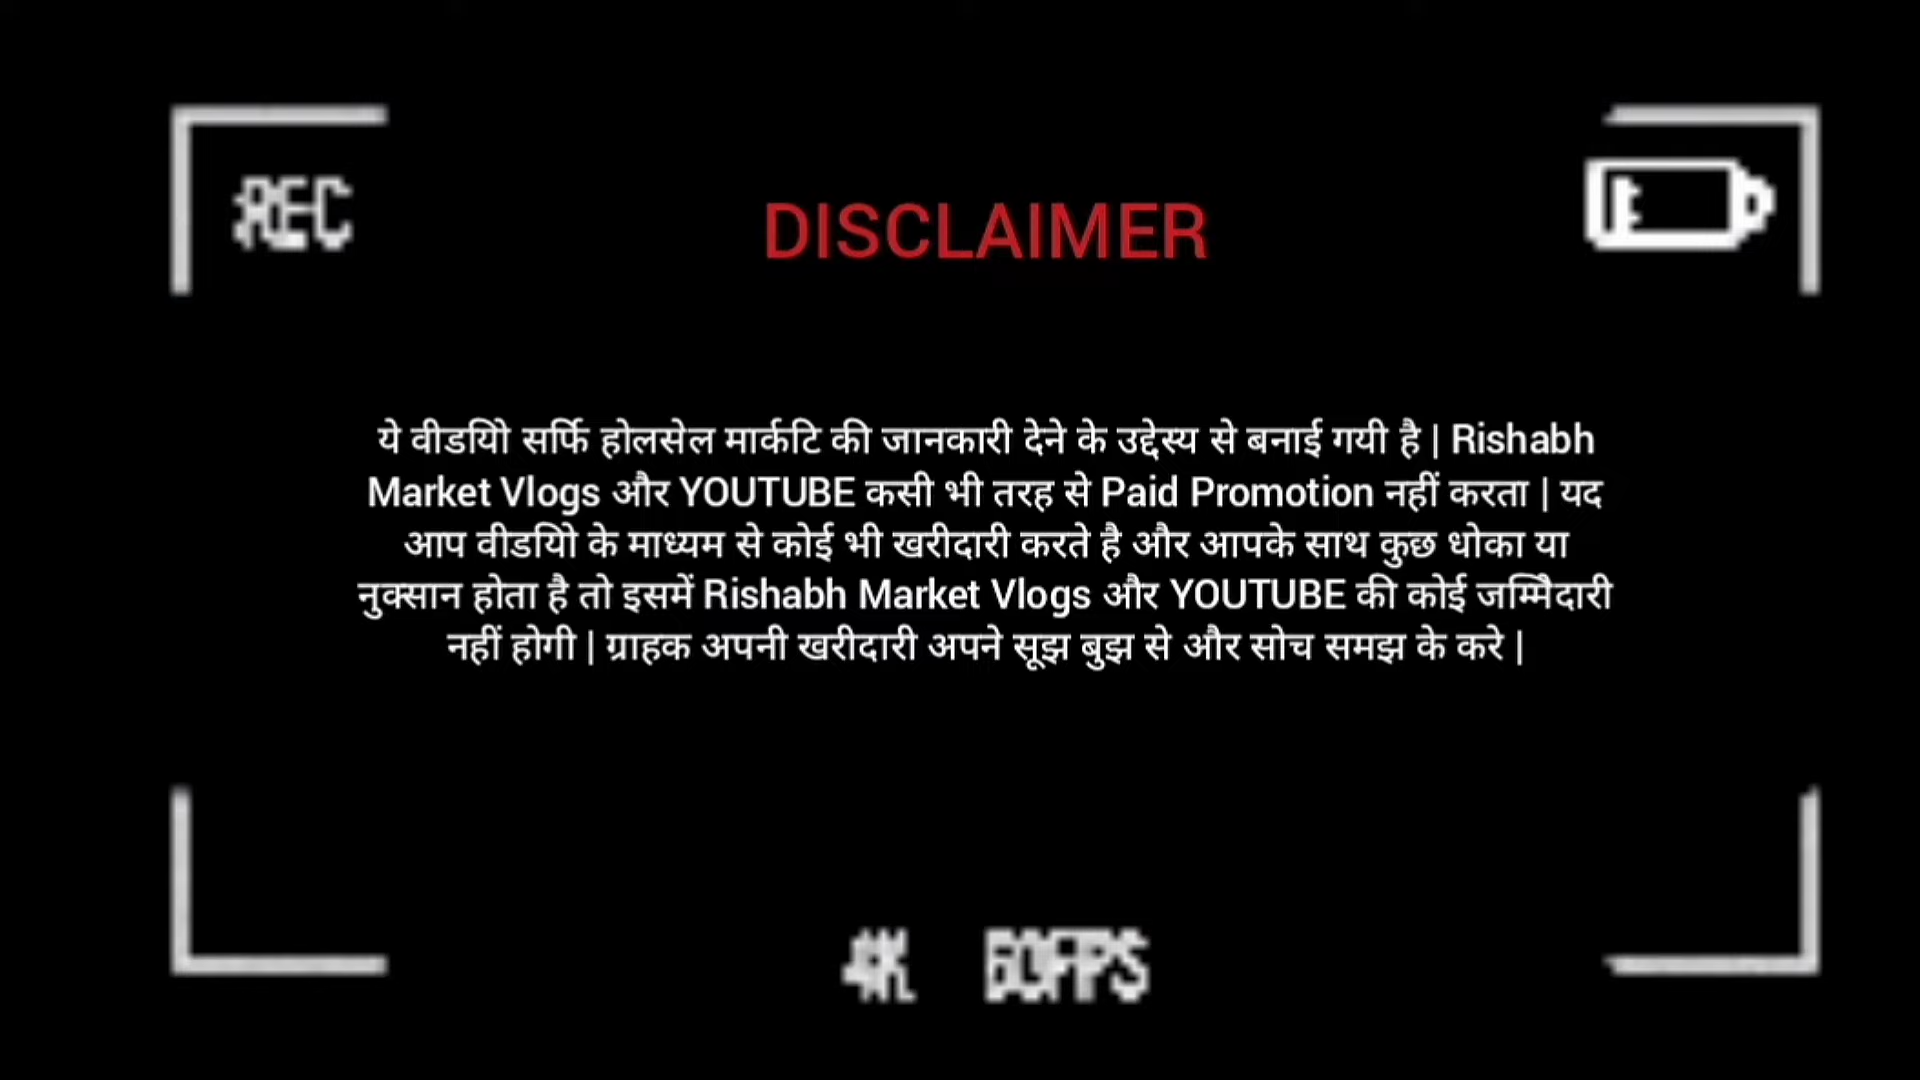 REC
DISCLAIMER
ये वीडयिो सर्फि होलसेल मार्कटि की जानकारी देने के उद्देस्य से बनाई गयी है | Rishabh
Market Vlogs और YOUTUBE कसी भी तरह से Paid Promotion नहीं करता | यद
आप वीडयिो के माध्यम से कोई भी खरीदारी करते है और आपके साथ कुछ धोका या
नुक्सान होता है तो इसमें Rishabh Market Vlogs और YOUTUBE की कोई जम्मिेदारी
नहीं होगी | ग्राहक अपनी खरीदारी अपने सूझ बुझ से और सोच समझ के करे |
4K 60FPS